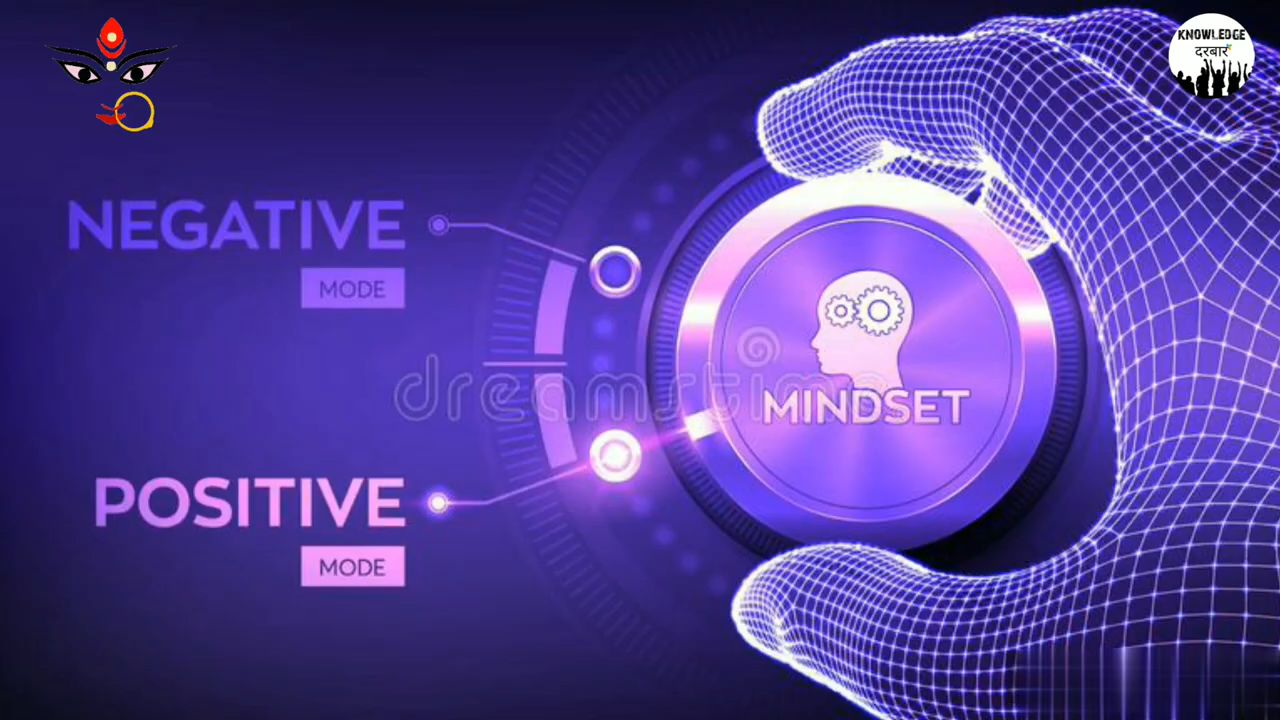 KNOWLEDGE
दरबार
NEGATIVE
MODE
dreamstime
MINDSET
POSITIVE
MODE